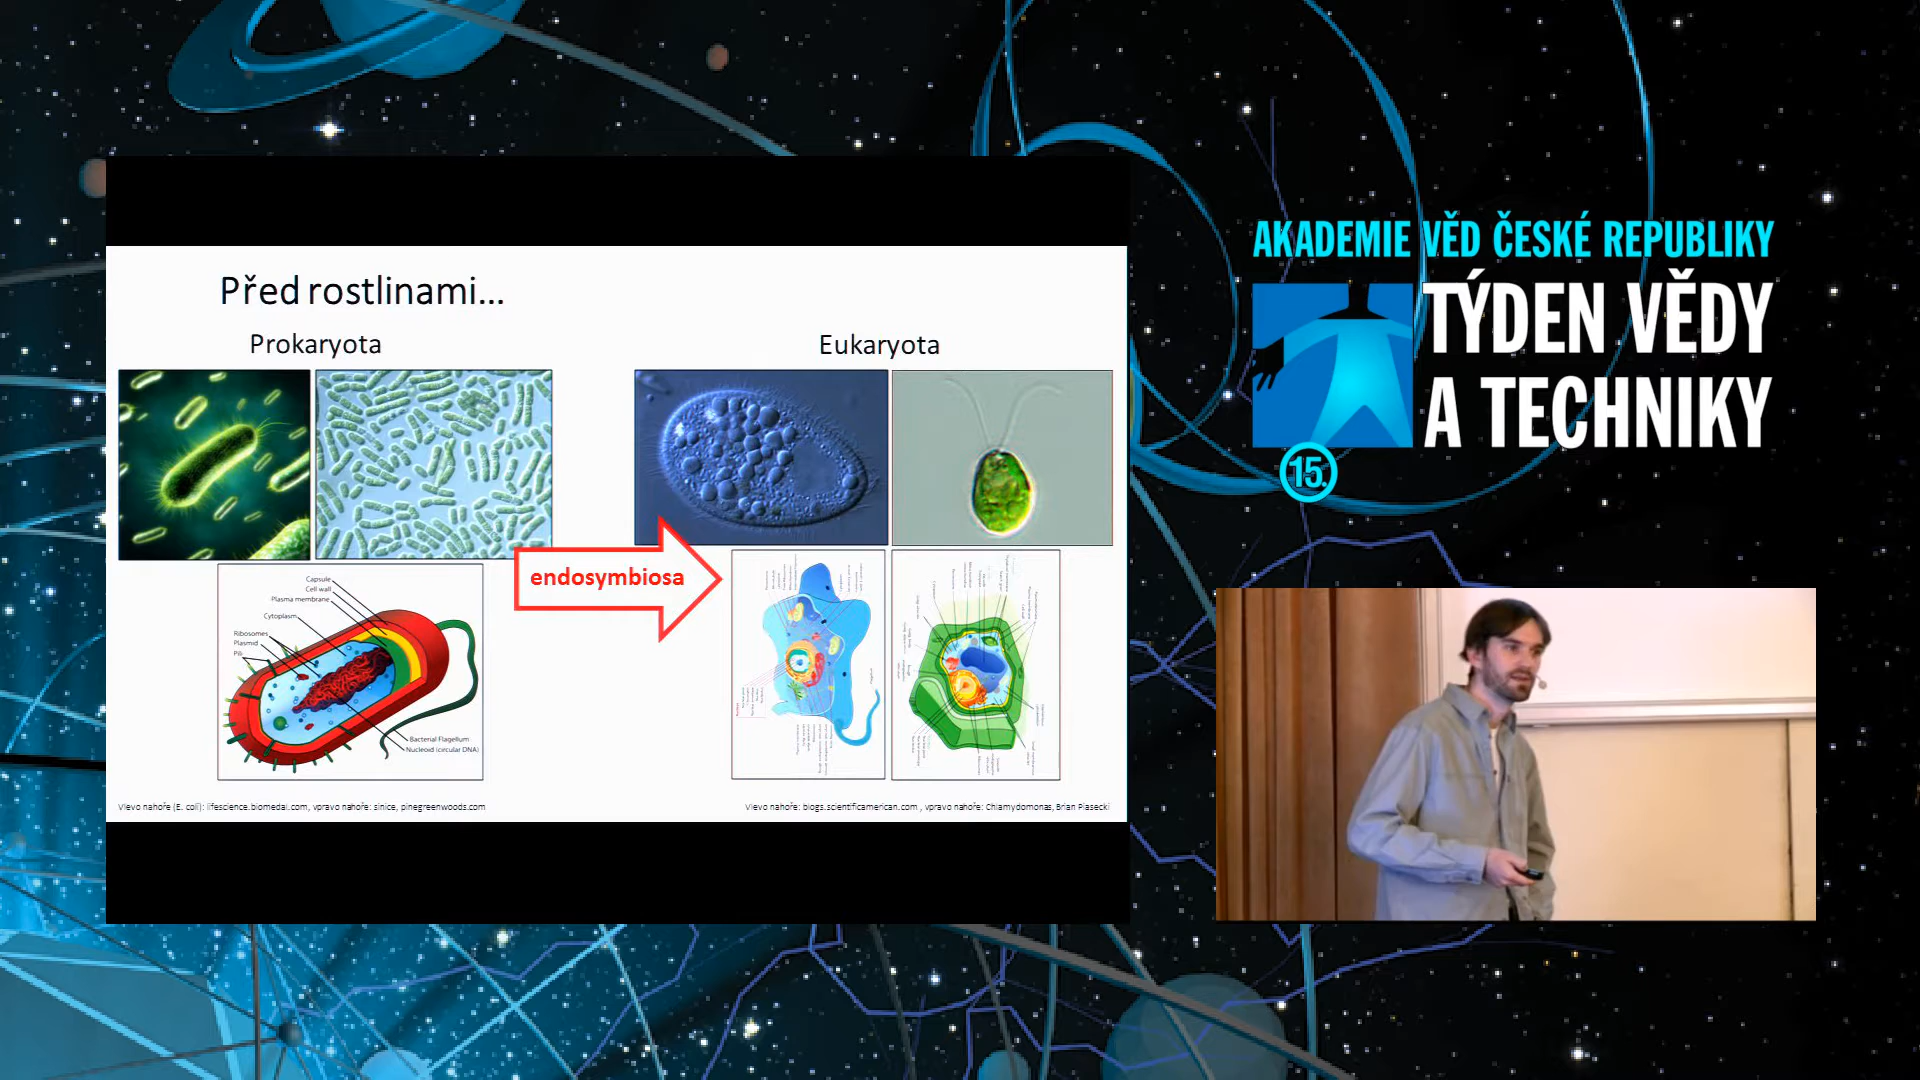 Před rostlinami...
Prokaryota
Eukaryota
endosymbiosa
Capsule
Cell wall
Plasma membrane
Cytoplasm
Ribosomes
Plasmid
Pili
Bacterial Flagellum
Nucleoid (circular DNA)
Vlevo nahoře (E. coli): lifescience.biomedal.com, vpravo nahoře: sinice, pinegreenwoods.com
Vlevo nahoře: blogs.scientificamerican.com , vpravo nahoře: Chlamydomonas, Brian Piasecki
AKADEMIE VĚD ČESKÉ REPUBLIKY
TÝDEN VĚDY
A TECHNIKY
15.